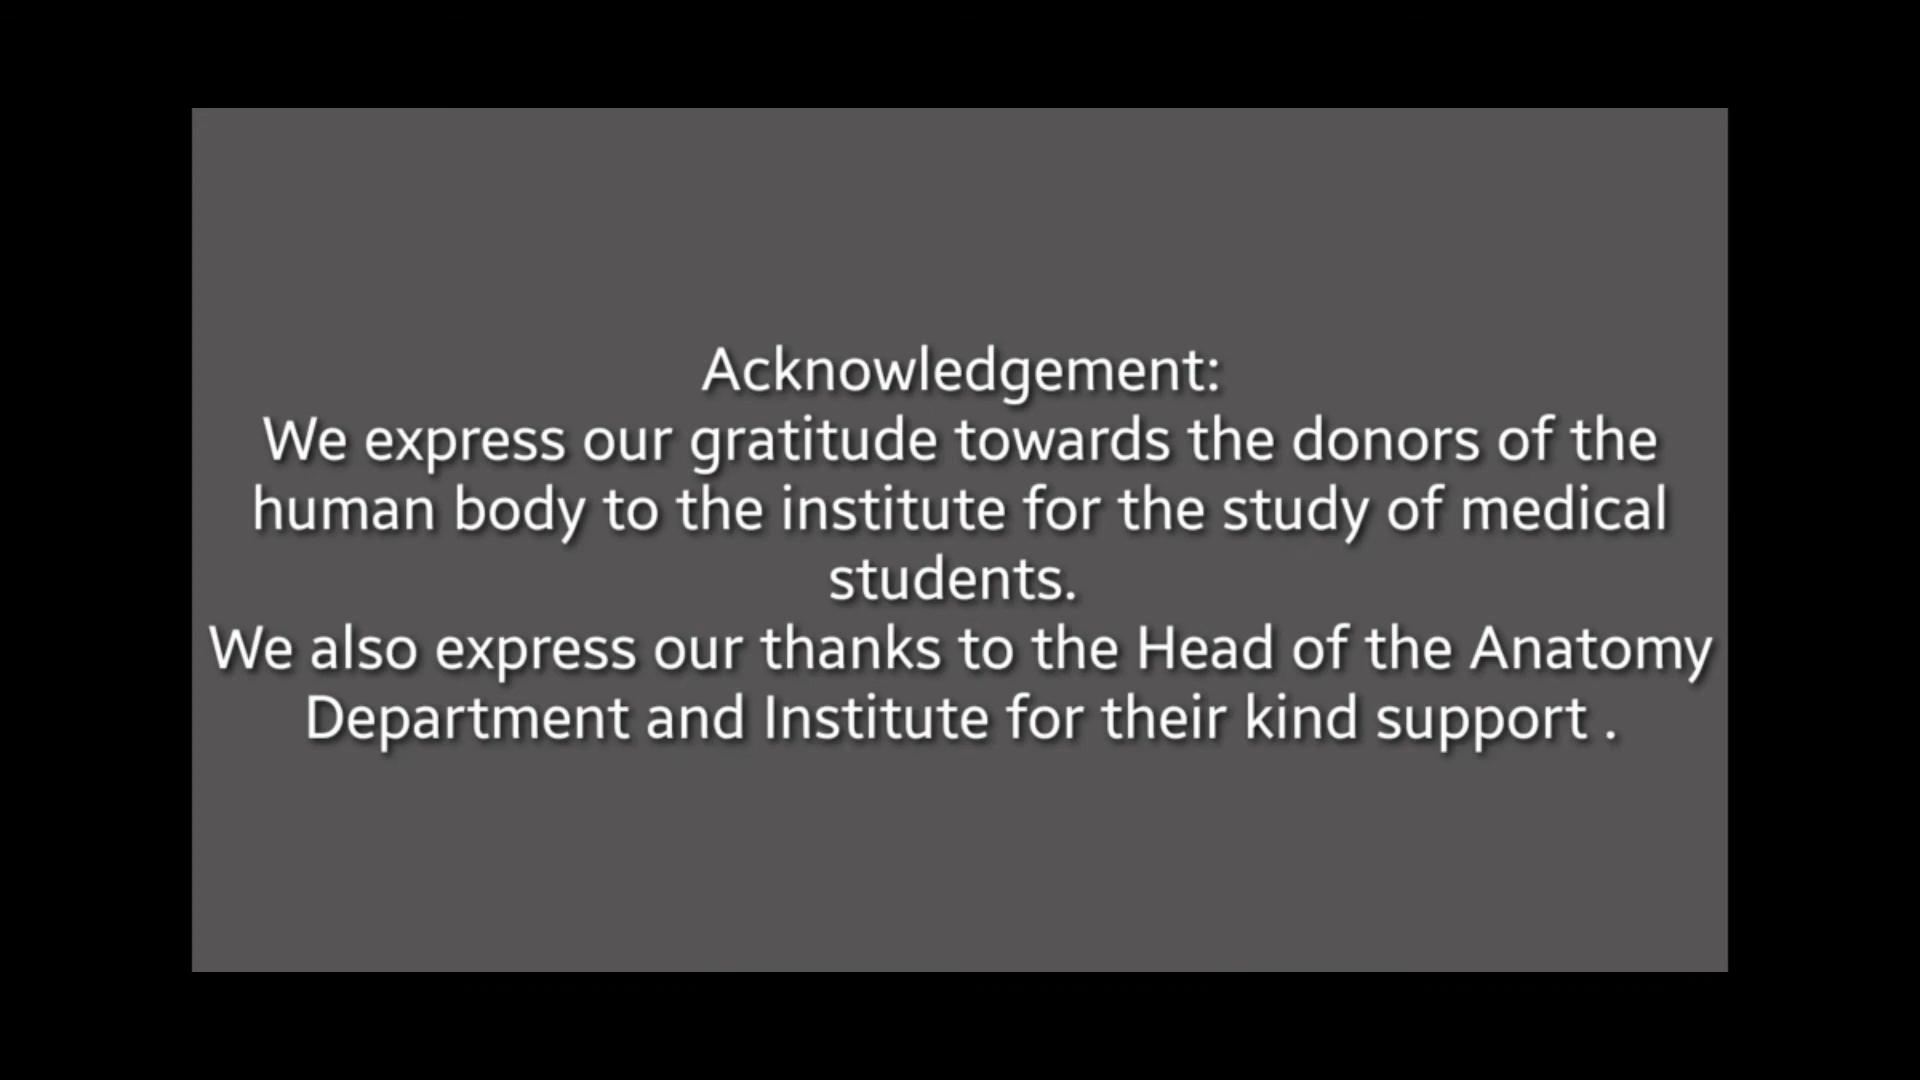 Acknowledgement:
We express our gratitude towards the donors of the
human body to the institute for the study of medical
students.
We also express our thanks to the Head of the Anatomy
Department and Institute for their kind support .